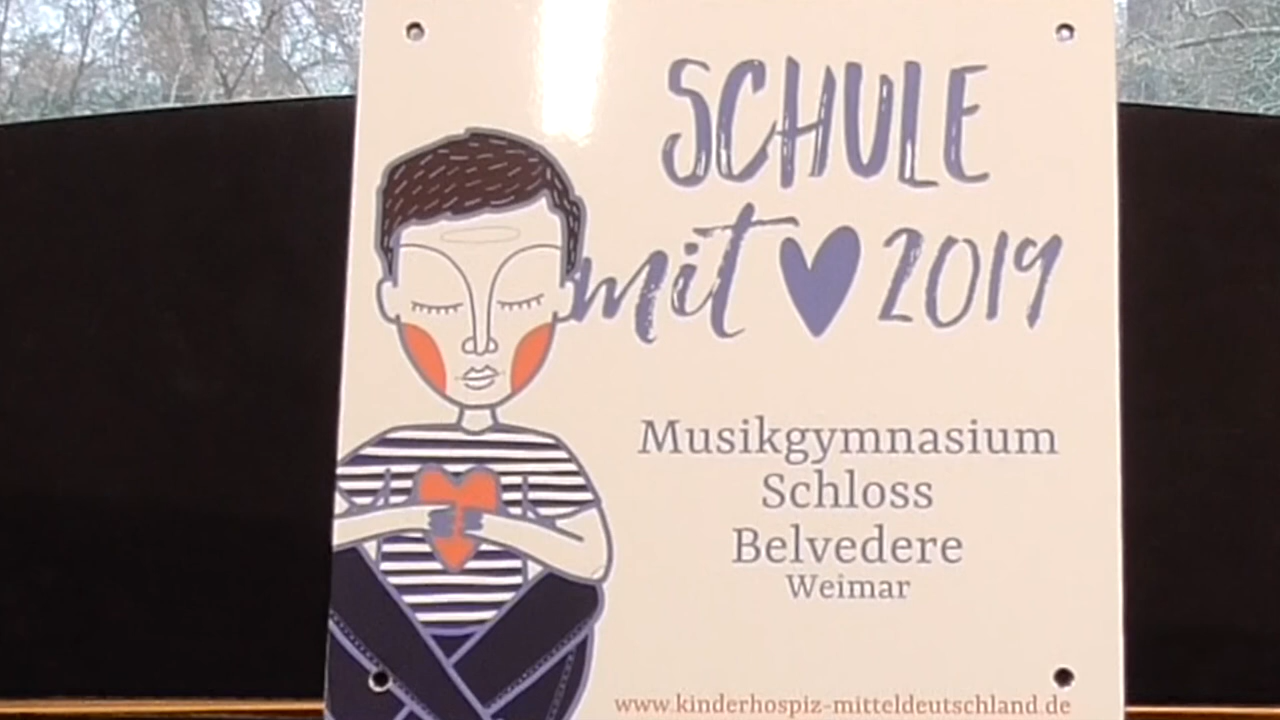 SCHULE
mit ♥ 2019
Musikgymnasium
Schloss
Belvedere
Weimar
www.kinderhospiz-mitteldeutschland.de